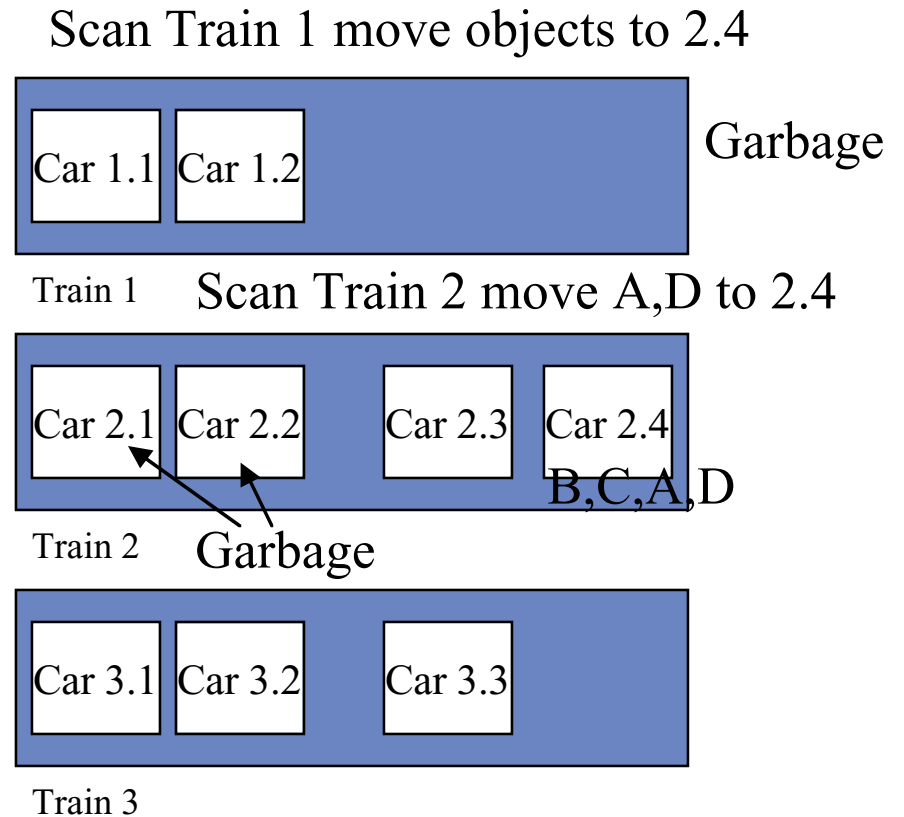 Scan Train 1 move objects to 2.4
Car 1.1 Car 1.2
Garbage
Train 1
Scan Train 2 move A,D to 2.4
Car 2.1 Car 2.2 Car 2.3 Car 2.4
B,C,A,D
Train 2
Garbage
Car 3.1 Car 3.2 Car 3.3
Train 3